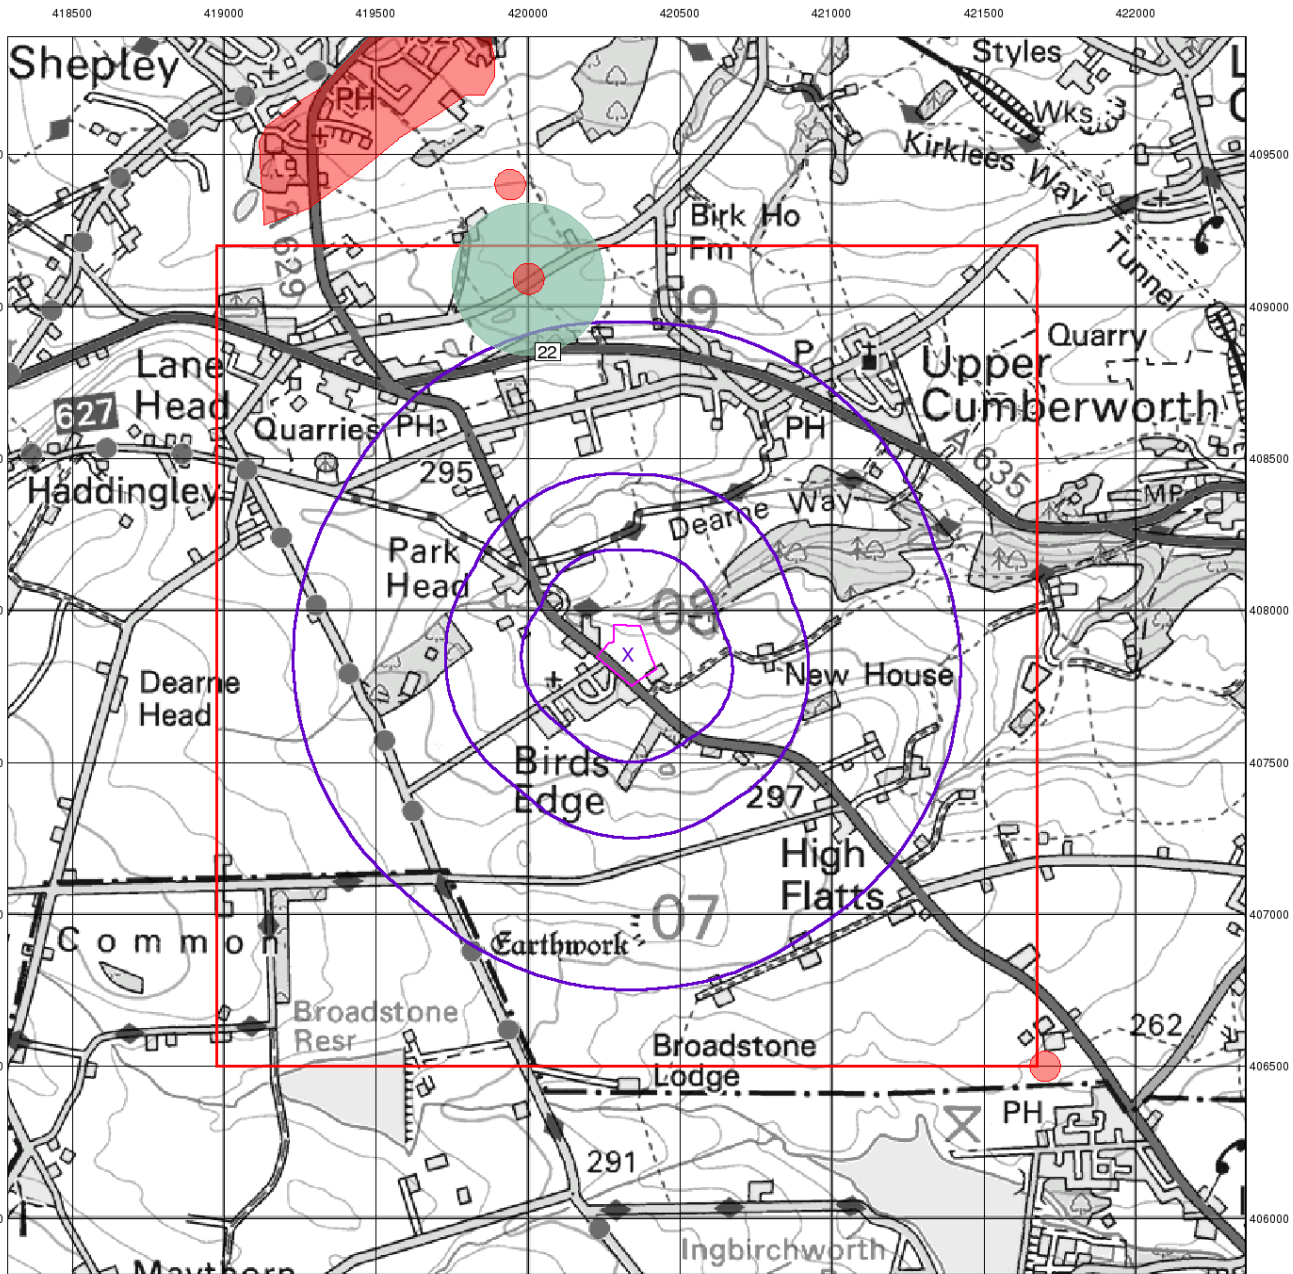 418500 419000 419500 420000 420500 421000 421500 422000
Shepley
Styles
L
C
PH
Wks
Kirklees Way
409500
Birk Ho
Fm
A 629
Tunnel
09
409000
Quarry
22
P
Lane
Head
Upper
Cumberworth
627
Quarries
PH
PH
295
408500
A 635
Haddingley
MP
Dearne Way
Park
Head
08
408000
X
New House
Dearne
Head
Birds
Edge
407500
297
High
Flatts
07
407000
Common
Earthwork
Broadstone
Resr
262
Broadstone
Lodge
406500
PH
291
406000
Ingbirchworth
Maythorn